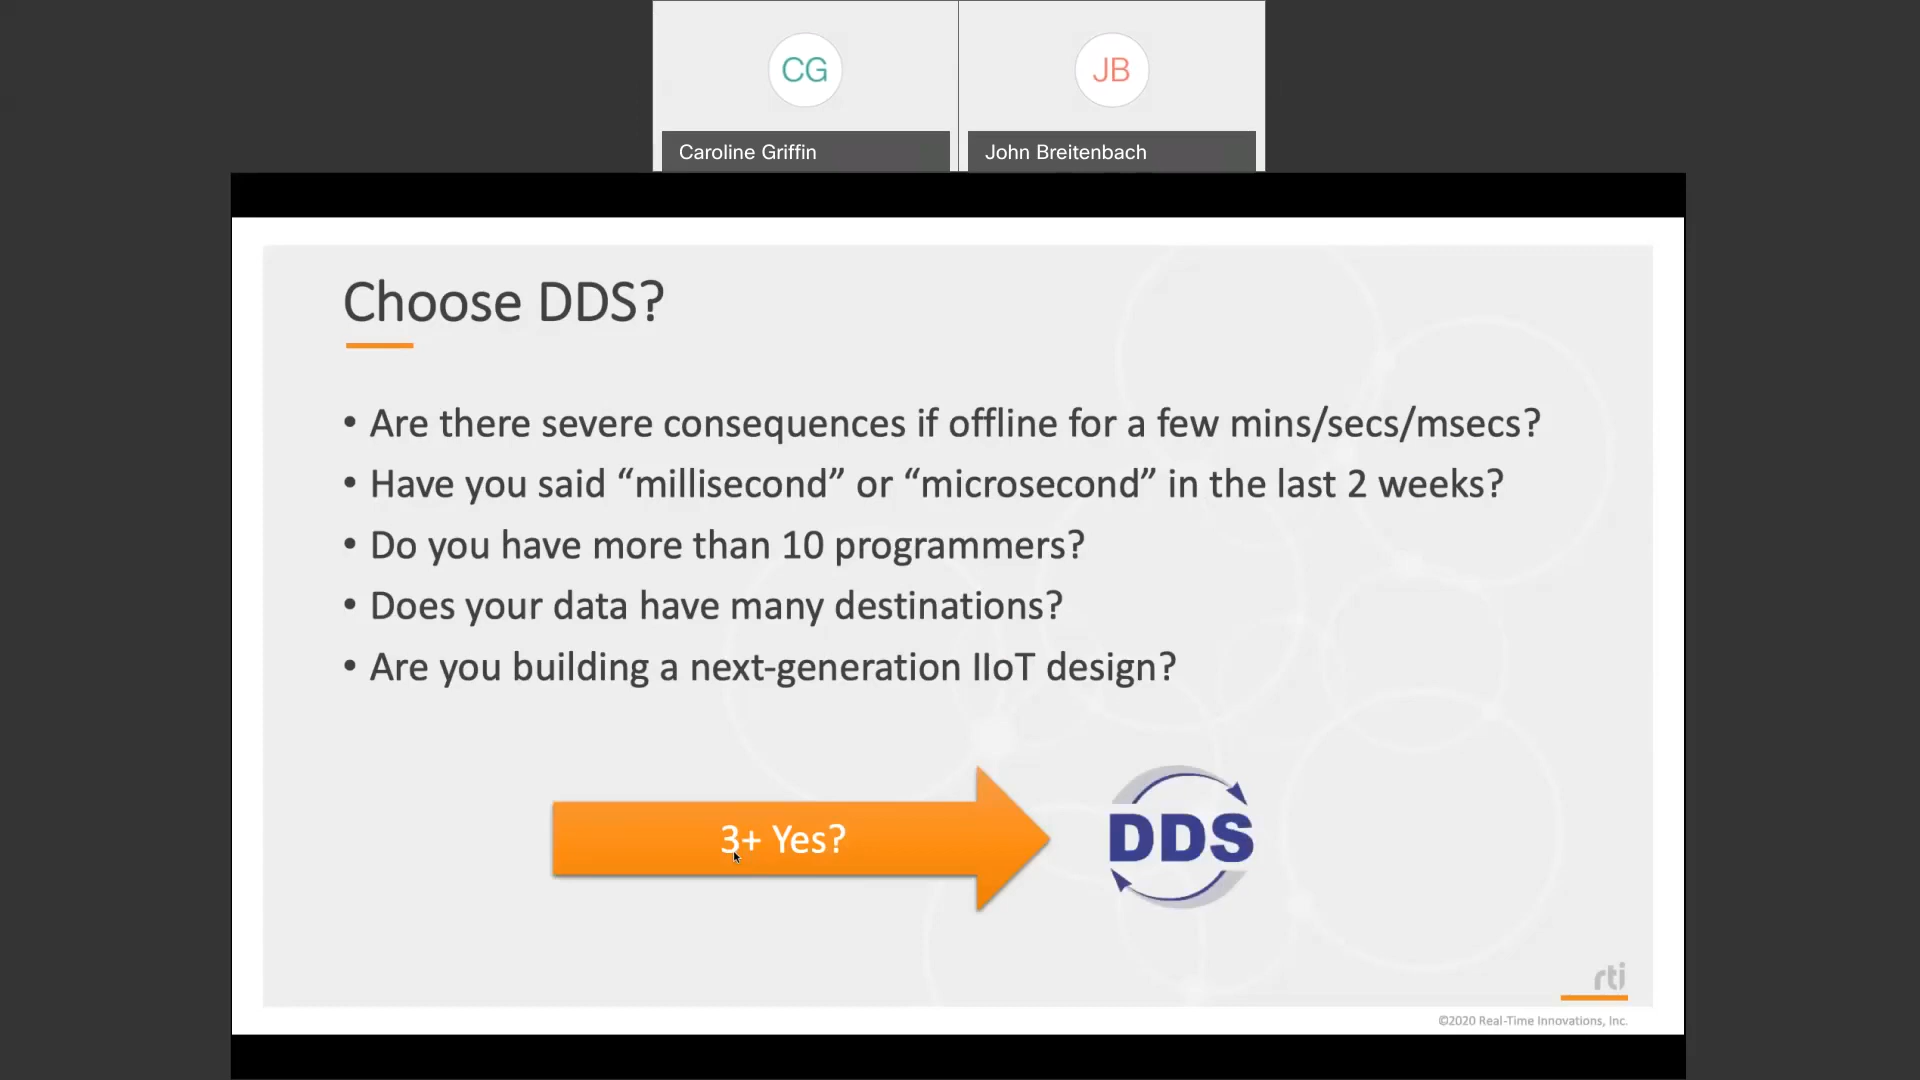 CG
JB
Caroline Griffin
John Breitenbach
Choose DDS?
• Are there severe consequences if offline for a few mins/secs/msecs?
• Have you said “millisecond” or “microsecond” in the last 2 weeks?
• Do you have more than 10 programmers?
• Does your data have many destinations?
• Are you building a next-generation IIoT design?
3+ Yes?
DDS
rti
©2020 Real-Time Innovations, Inc.